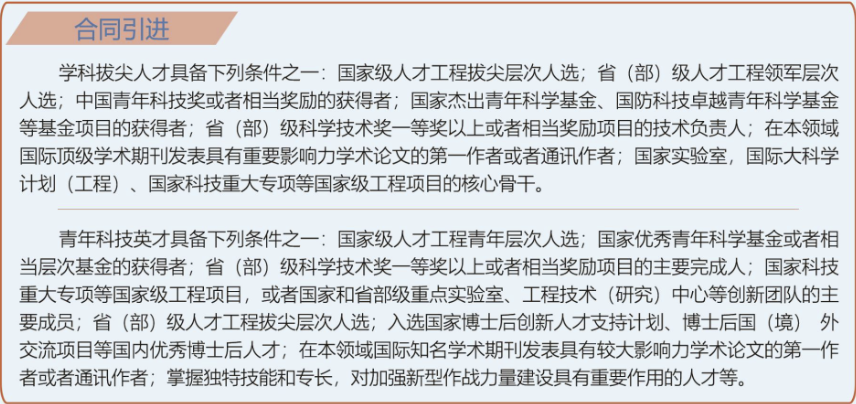 合同引进
学科拔尖人才具备下列条件之一：国家级人才工程拔尖层次人选；省（部）级人才工程领军层次
人选；中国青年科技奖或者相当奖励的获得者；国家杰出青年科学基金、国防科技卓越青年科学基金
等基金项目的获得者；省（部）级科学技术奖一等奖以上或者相当奖励项目的技术负责人；在本领域
国际顶级学术期刊发表具有重要影响力学术论文的第一作者或者通讯作者；国家实验室，国际大科学
计划（工程）、国家科技重大专项等国家级工程项目的核心骨干。
青年科技英才具备下列条件之一：国家级人才工程青年层次人选；国家优秀青年科学基金或者相
当层次基金的获得者；省（部）级科学技术奖一等奖以上或者相当奖励项目的主要完成人；国家科技
重大专项等国家级工程项目，或者国家和省部级重点实验室、工程技术（研究）中心等创新团队的主
要成员；省（部）级人才工程拔尖层次人选；入选国家博士后创新人才支持计划、博士后国（境） 外
交流项目等国内优秀博士后人才；在本领域国际知名学术期刊发表具有较大影响力学术论文的第一作
者或者通讯作者；掌握独特技能和专长，对加强新型作战力量建设具有重要作用的人才等。